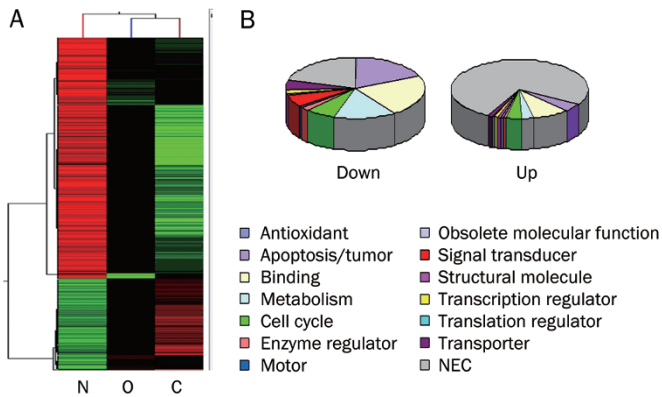 A
B
N O C
Down
Up
Antioxidant
Apoptosis/tumor
Binding
Metabolism
Cell cycle
Enzyme regulator
Motor
Obsolete molecular function
Signal transducer
Structural molecule
Transcription regulator
Translation regulator
Transporter
NEC